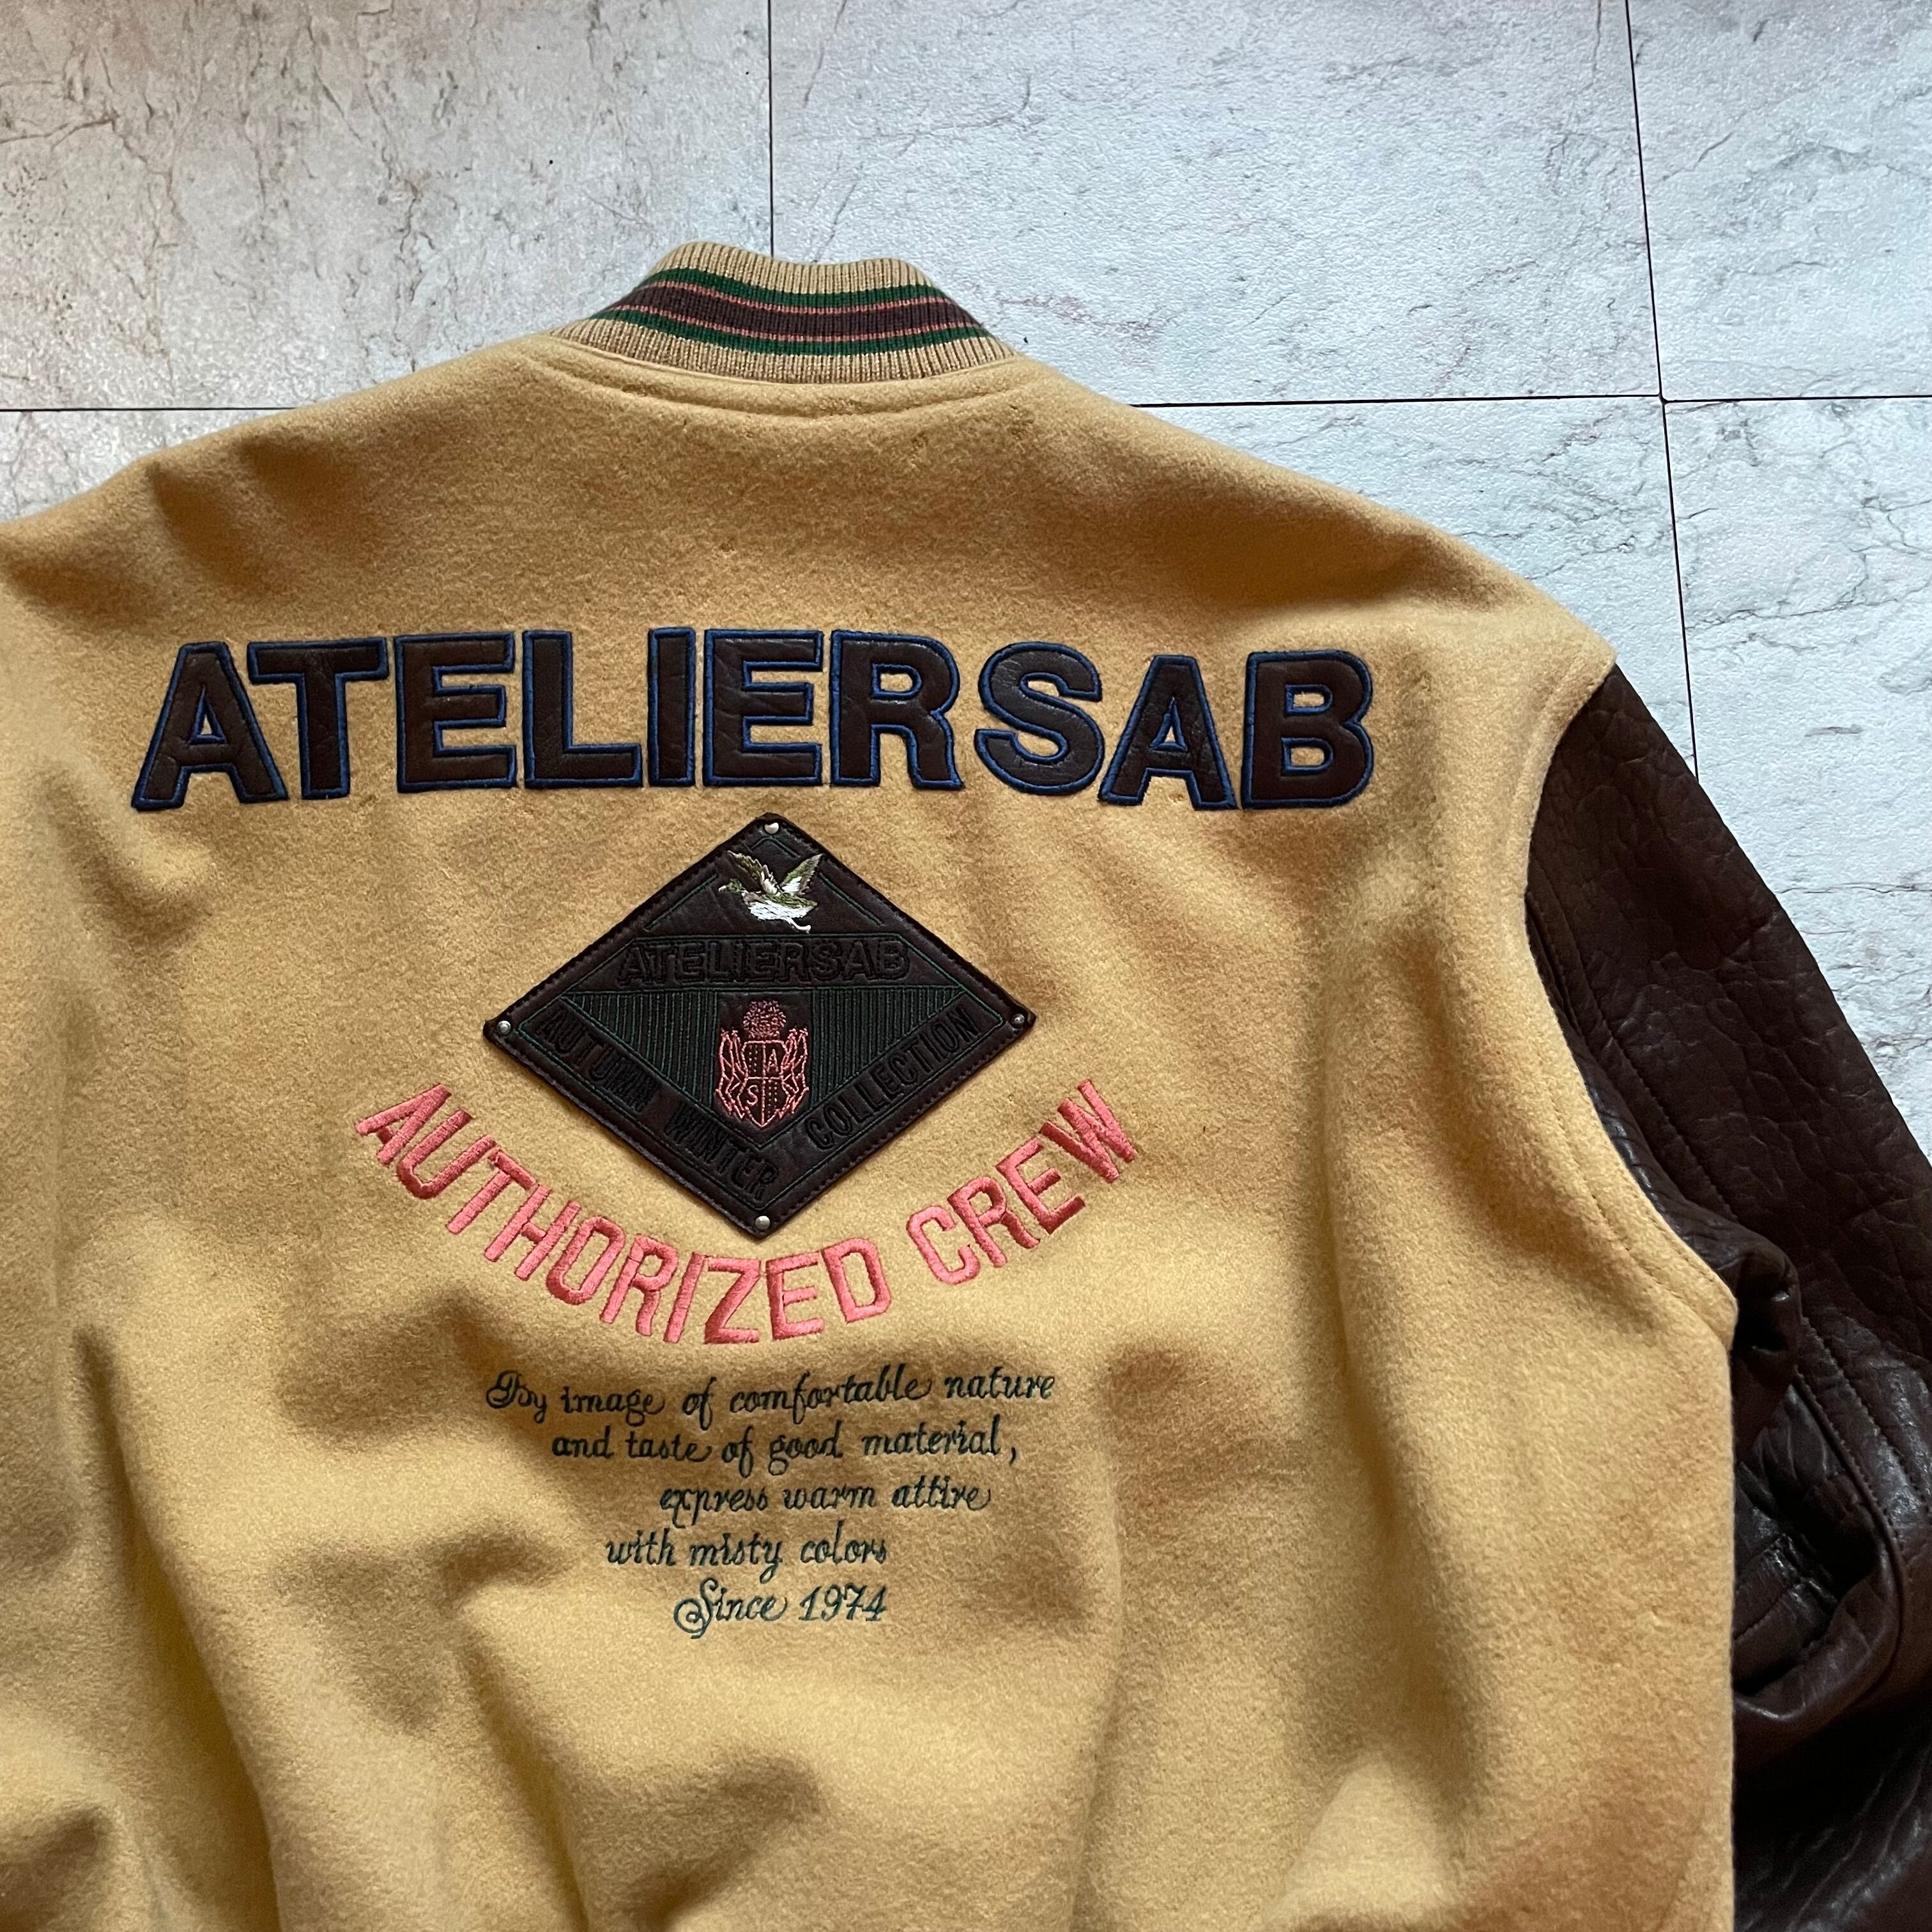 ATELIERSAB
ATELIERSAB
A
S
AUTUMN WINTER COLLECTION
AUTHORIZED CREW
By image of comfortable nature
and taste of good material,
express warm attire
with misty colors
Since 1974